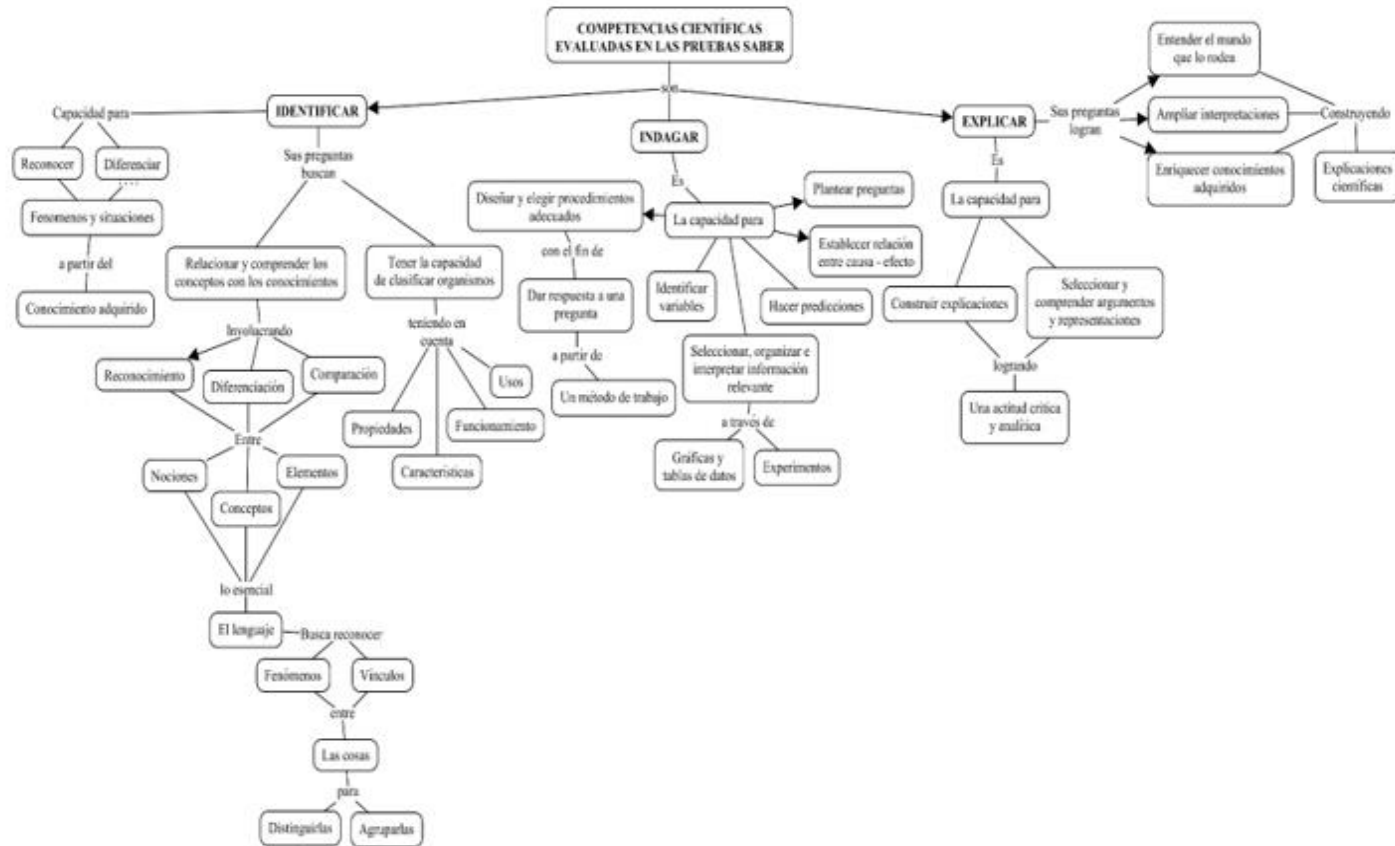 COMPETENCIAS CIENTÍFICAS
EVALUADAS EN LAS PRUEBAS SABER
son
IDENTIFICAR
Capacidad para
Reconocer
Diferenciar
Fenomenos y situaciones
a partir del
Conocimiento adquirido
Sus preguntas
buscan
Relacionar y comprender los
conceptos con los conocimientos
Involucrando
Reconocimiento
Diferenciación
Comparación
Entre
Nociones
Conceptos
Elementos
lo esencial
El lenguaje
Busca reconocer
Fenómenos
Vínculos
entre
Las cosas
para
Distinguirlas
Agruparlas
Tener la capacidad
de clasificar organismos
teniendo en
cuenta
Propiedades
Características
Funcionamiento
Usos
INDAGAR
Es
La capacidad para
Diseñar y elegir procedimientos
adecuados
con el fin de
Dar respuesta a una
pregunta
a partir de
Un método de trabajo
Identificar
variables
Seleccionar, organizar e
interpretar información
relevante
a través de
Gráficas y
tablas de datos
Experimentos
Hacer predicciones
Establecer relación
entre causa - efecto
Plantear preguntas
EXPLICAR
Es
La capacidad para
Construir explicaciones
Seleccionar y
comprender argumentos
y representaciones
logrando
Una actitud crítica
y analítica
Sus preguntas
logran
Entender el mundo
que lo rodea
Ampliar interpretaciones
Enriquecer conocimientos
adquiridos
Construyendo
Explicaciones
científicas